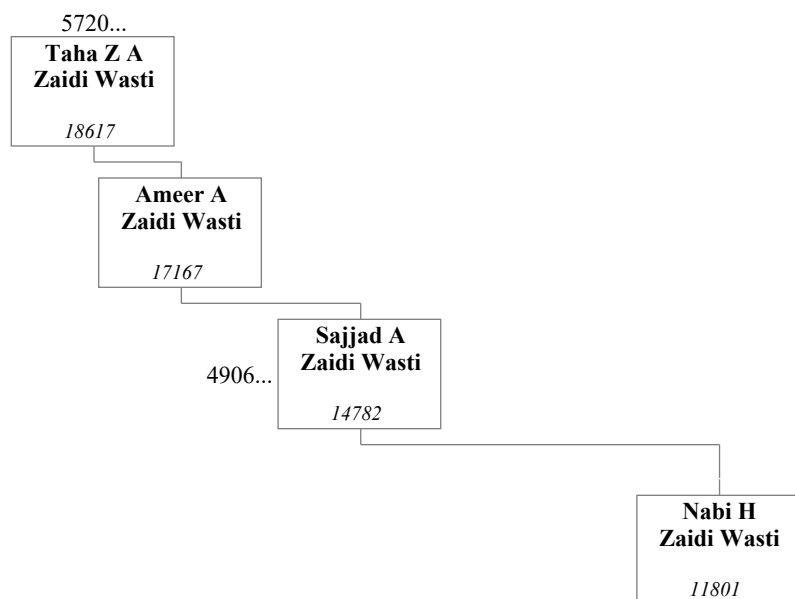 5720...
Taha Z A
Zaidi Wasti
18617
Ameer A
Zaidi Wasti
17167
Sajjad A
Zaidi Wasti
4906...
14782
Nabi H
Zaidi Wasti
11801